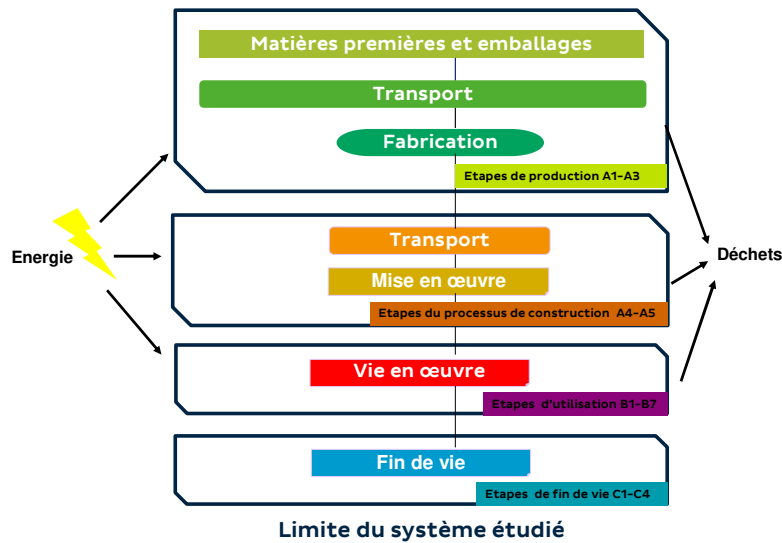 Matières premières et emballages
Transport
Fabrication
Etapes de production A1-A3
Energie
Transport
Déchets
Mise en œuvre
Etapes du processus de construction A4-A5
Vie en œuvre
Etapes d'utilisation B1-B7
Fin de vie
Etapes de fin de vie C1-C4
Limite du système étudié